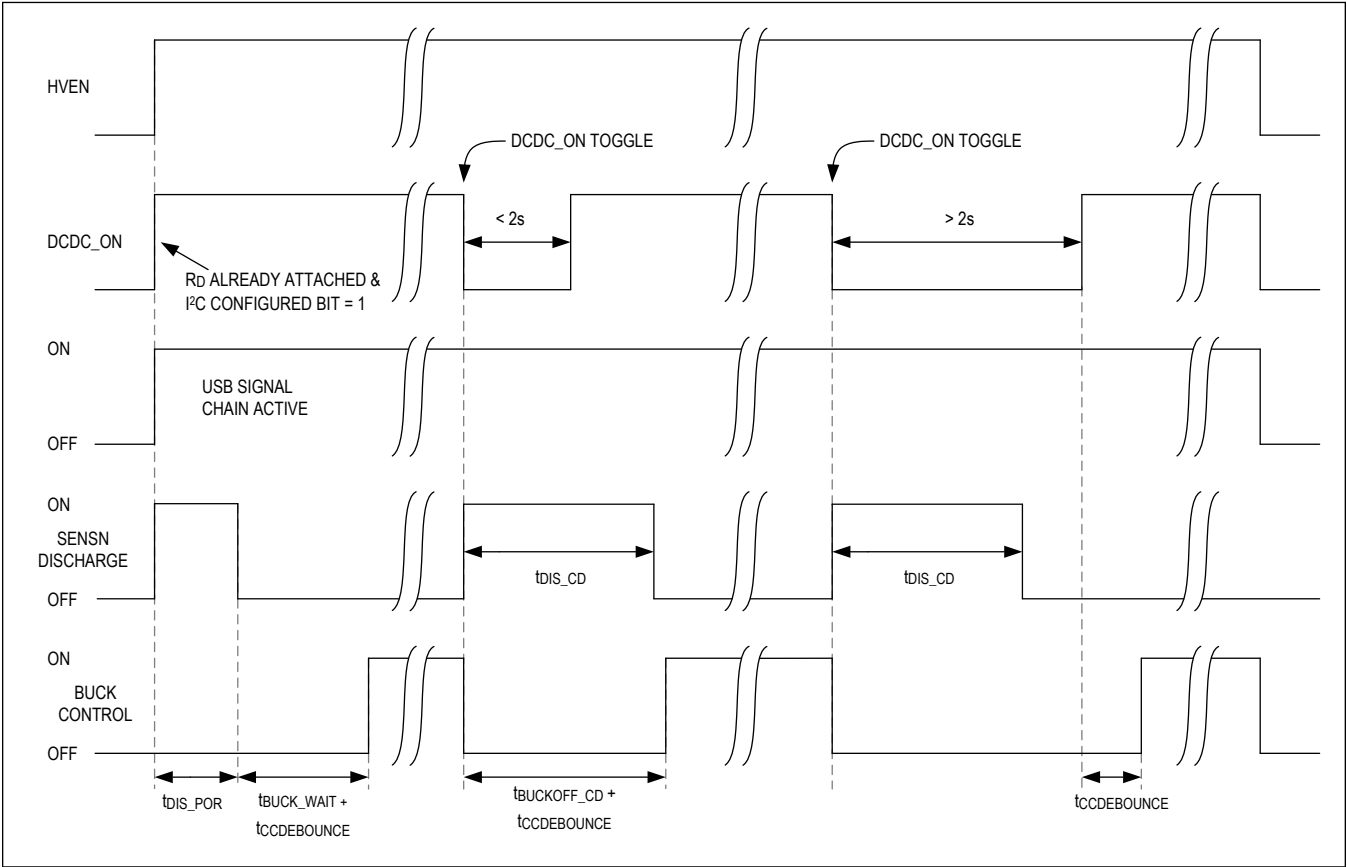 HVEN
DCDC_ON TOGGLE
DCDC_ON TOGGLE
< 2s
> 2s
DCDC_ON
RD ALREADY ATTACHED &
I²C CONFIGURED BIT = 1
ON
USB SIGNAL
CHAIN ACTIVE
OFF
ON
SENSN
DISCHARGE
tDIS_CD
tDIS_CD
OFF
ON
BUCK
CONTROL
OFF
tDIS_POR
tBUCK_WAIT +
tCCDEBOUNCE
tBUCKOFF_CD +
tCCDEBOUNCE
tCCDEBOUNCE